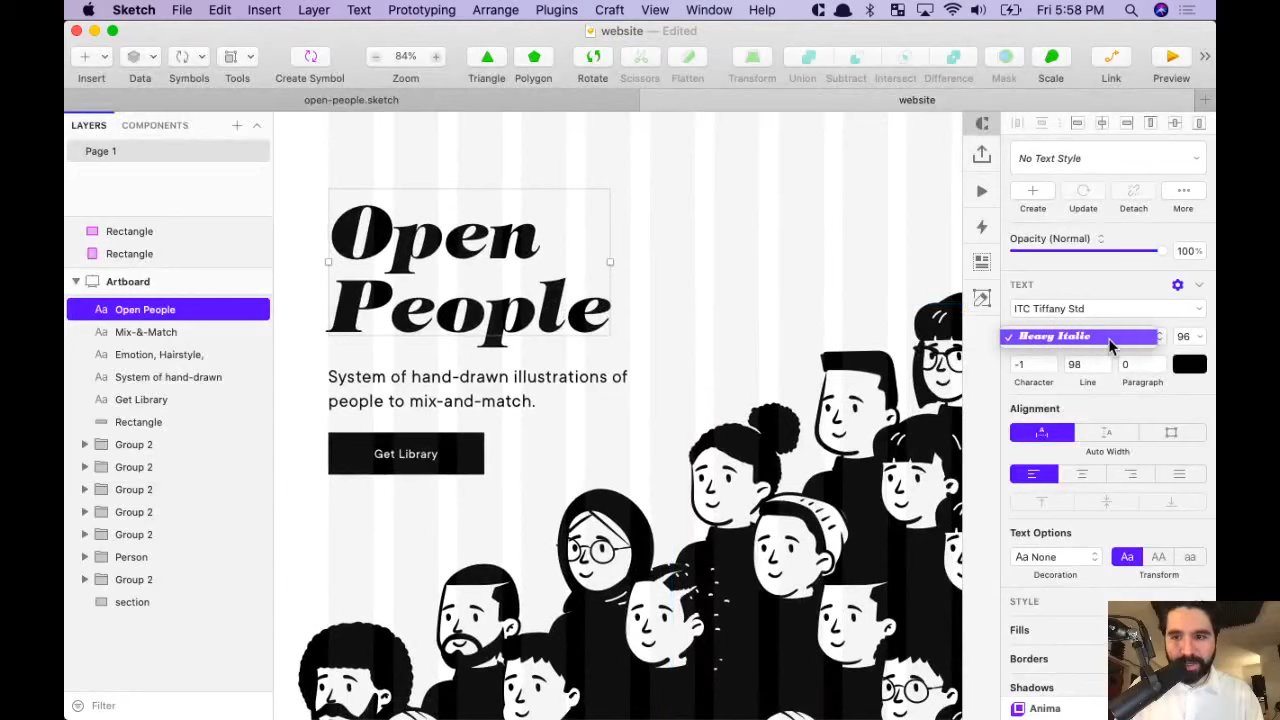 Sketch File Edit Insert Layer Text Prototyping Arrange Plugins Craft View Window Help Fri 5:58 PM
website — Edited
84%
Insert Data Symbols Tools Create Symbol Zoom Triangle Polygon Rotate Scissors Flatten Transform Union Subtract Intersect Difference Mask Scale Link Preview
open-people.sketch website
LAYERS COMPONENTS
Page 1
Rectangle
Rectangle
Artboard
Aa Open People
Aa Mix-&-Match
Aa Emotion, Hairstyle,
Aa System of hand-drawn
Aa Get Library
Rectangle
Group 2
Group 2
Group 2
Group 2
Group 2
Person
Group 2
section
Filter
Open
People
System of hand-drawn illustrations of
people to mix-and-match.
Get Library
No Text Style
Create Update Detach More
Opacity (Normal) 100%
TEXT
ITC Tiffany Std
Heavy Italic 96
-1 98 0
Character Line Paragraph
Alignment
Auto Width
Text Options
Aa None Aa AA aa
Decoration Transform
STYLE
Fills
Borders
Shadows
Anima